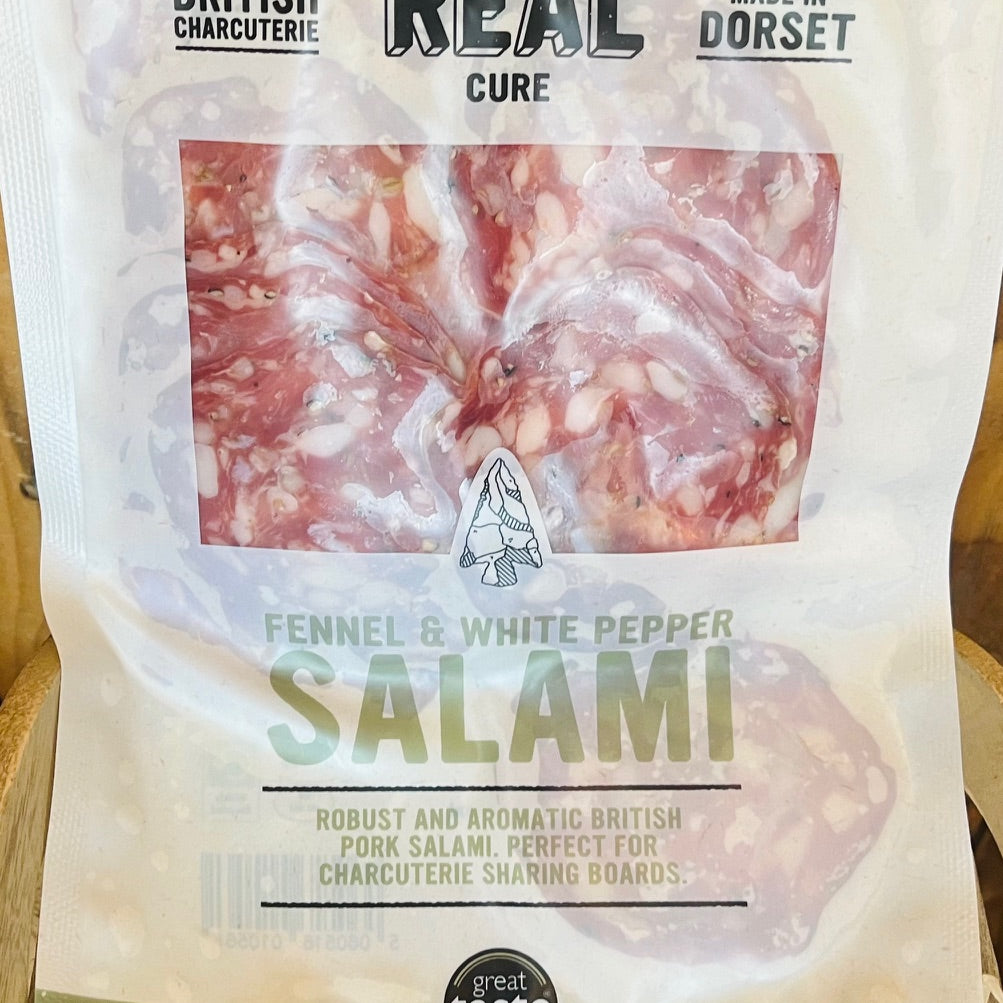 BRITISH
CHARCUTERIE
REAL
CURE
MADE IN
DORSET
FENNEL & WHITE PEPPER
SALAMI
ROBUST AND AROMATIC BRITISH
PORK SALAMI. PERFECT FOR
CHARCUTERIE SHARING BOARDS.
great
taste